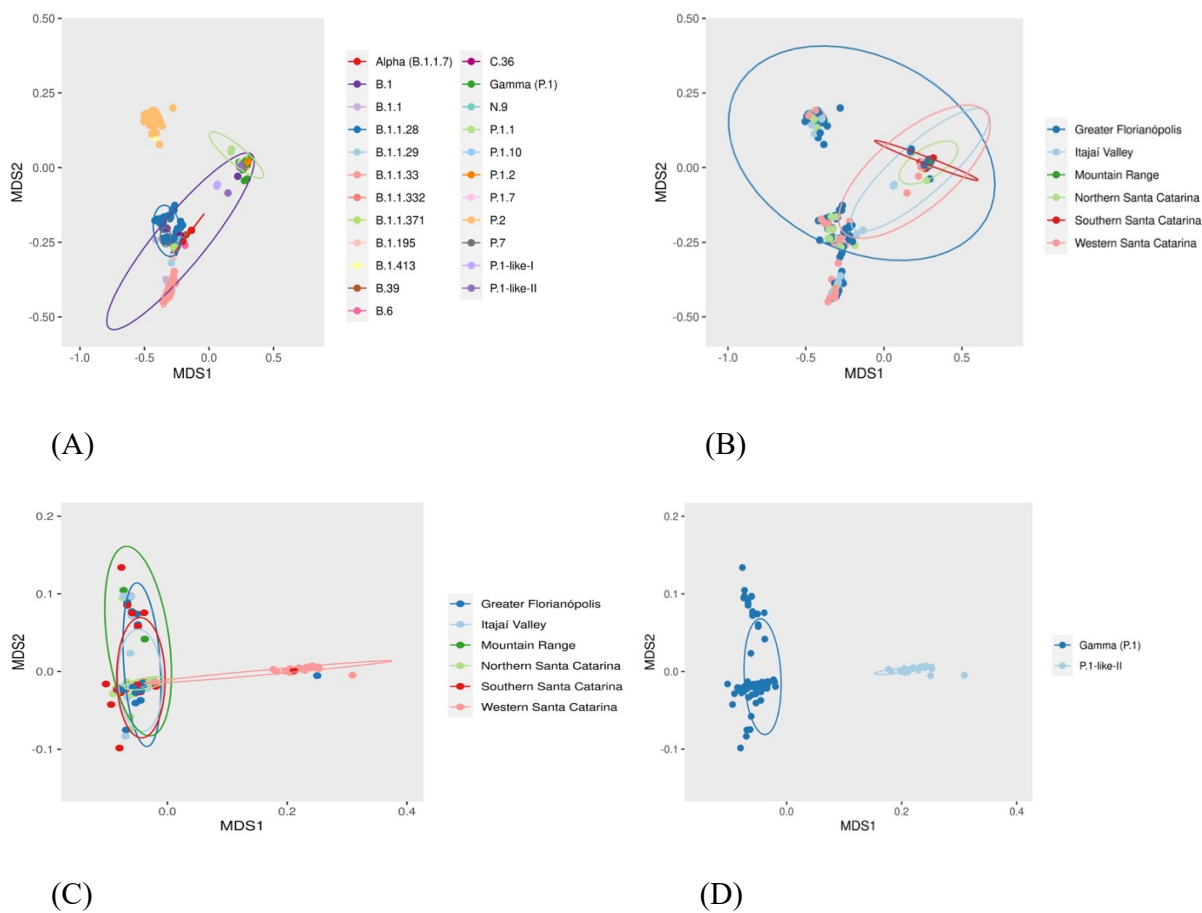 0.50
0.25
0.00
-0.25
-0.50
MDS2
-1.0
-0.5
0.0
0.5
MDS1
Alpha (B.1.1.7)
B.1
B.1.1
B.1.1.28
B.1.1.29
B.1.1.33
B.1.1.332
B.1.1.371
B.1.195
B.1.413
B.39
B.6
C.36
Gamma (P.1)
N.9
P.1.1
P.1.10
P.1.2
P.1.7
P.2
P.7
P.1-like-I
P.1-like-II
0.50
0.25
0.00
-0.25
-0.50
MDS2
-1.0
-0.5
0.0
0.5
MDS1
Greater Florianópolis
Itajaí Valley
Mountain Range
Northern Santa Catarina
Southern Santa Catarina
Western Santa Catarina
(A)
(B)
0.2
0.1
0.0
-0.1
MDS2
0.0
0.2
0.4
MDS1
Greater Florianópolis
Itajaí Valley
Mountain Range
Northern Santa Catarina
Southern Santa Catarina
Western Santa Catarina
0.2
0.1
0.0
-0.1
MDS2
0.0
0.2
0.4
MDS1
Gamma (P.1)
P.1-like-II
(C)
(D)